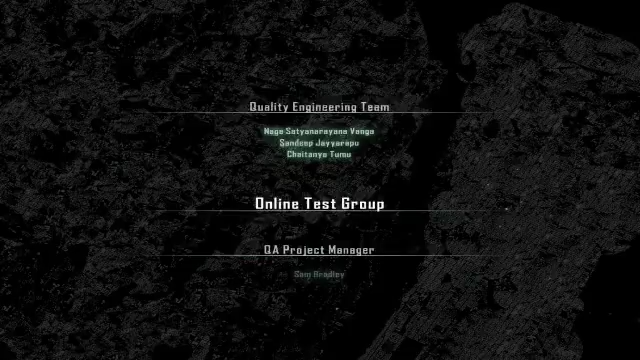 Quality Engineering Team
Naga Satyanarayana Vanga
Sandeep Jayyarapu
Chaitanya Tumu
Online Test Group
QA Project Manager
Sam Bradley